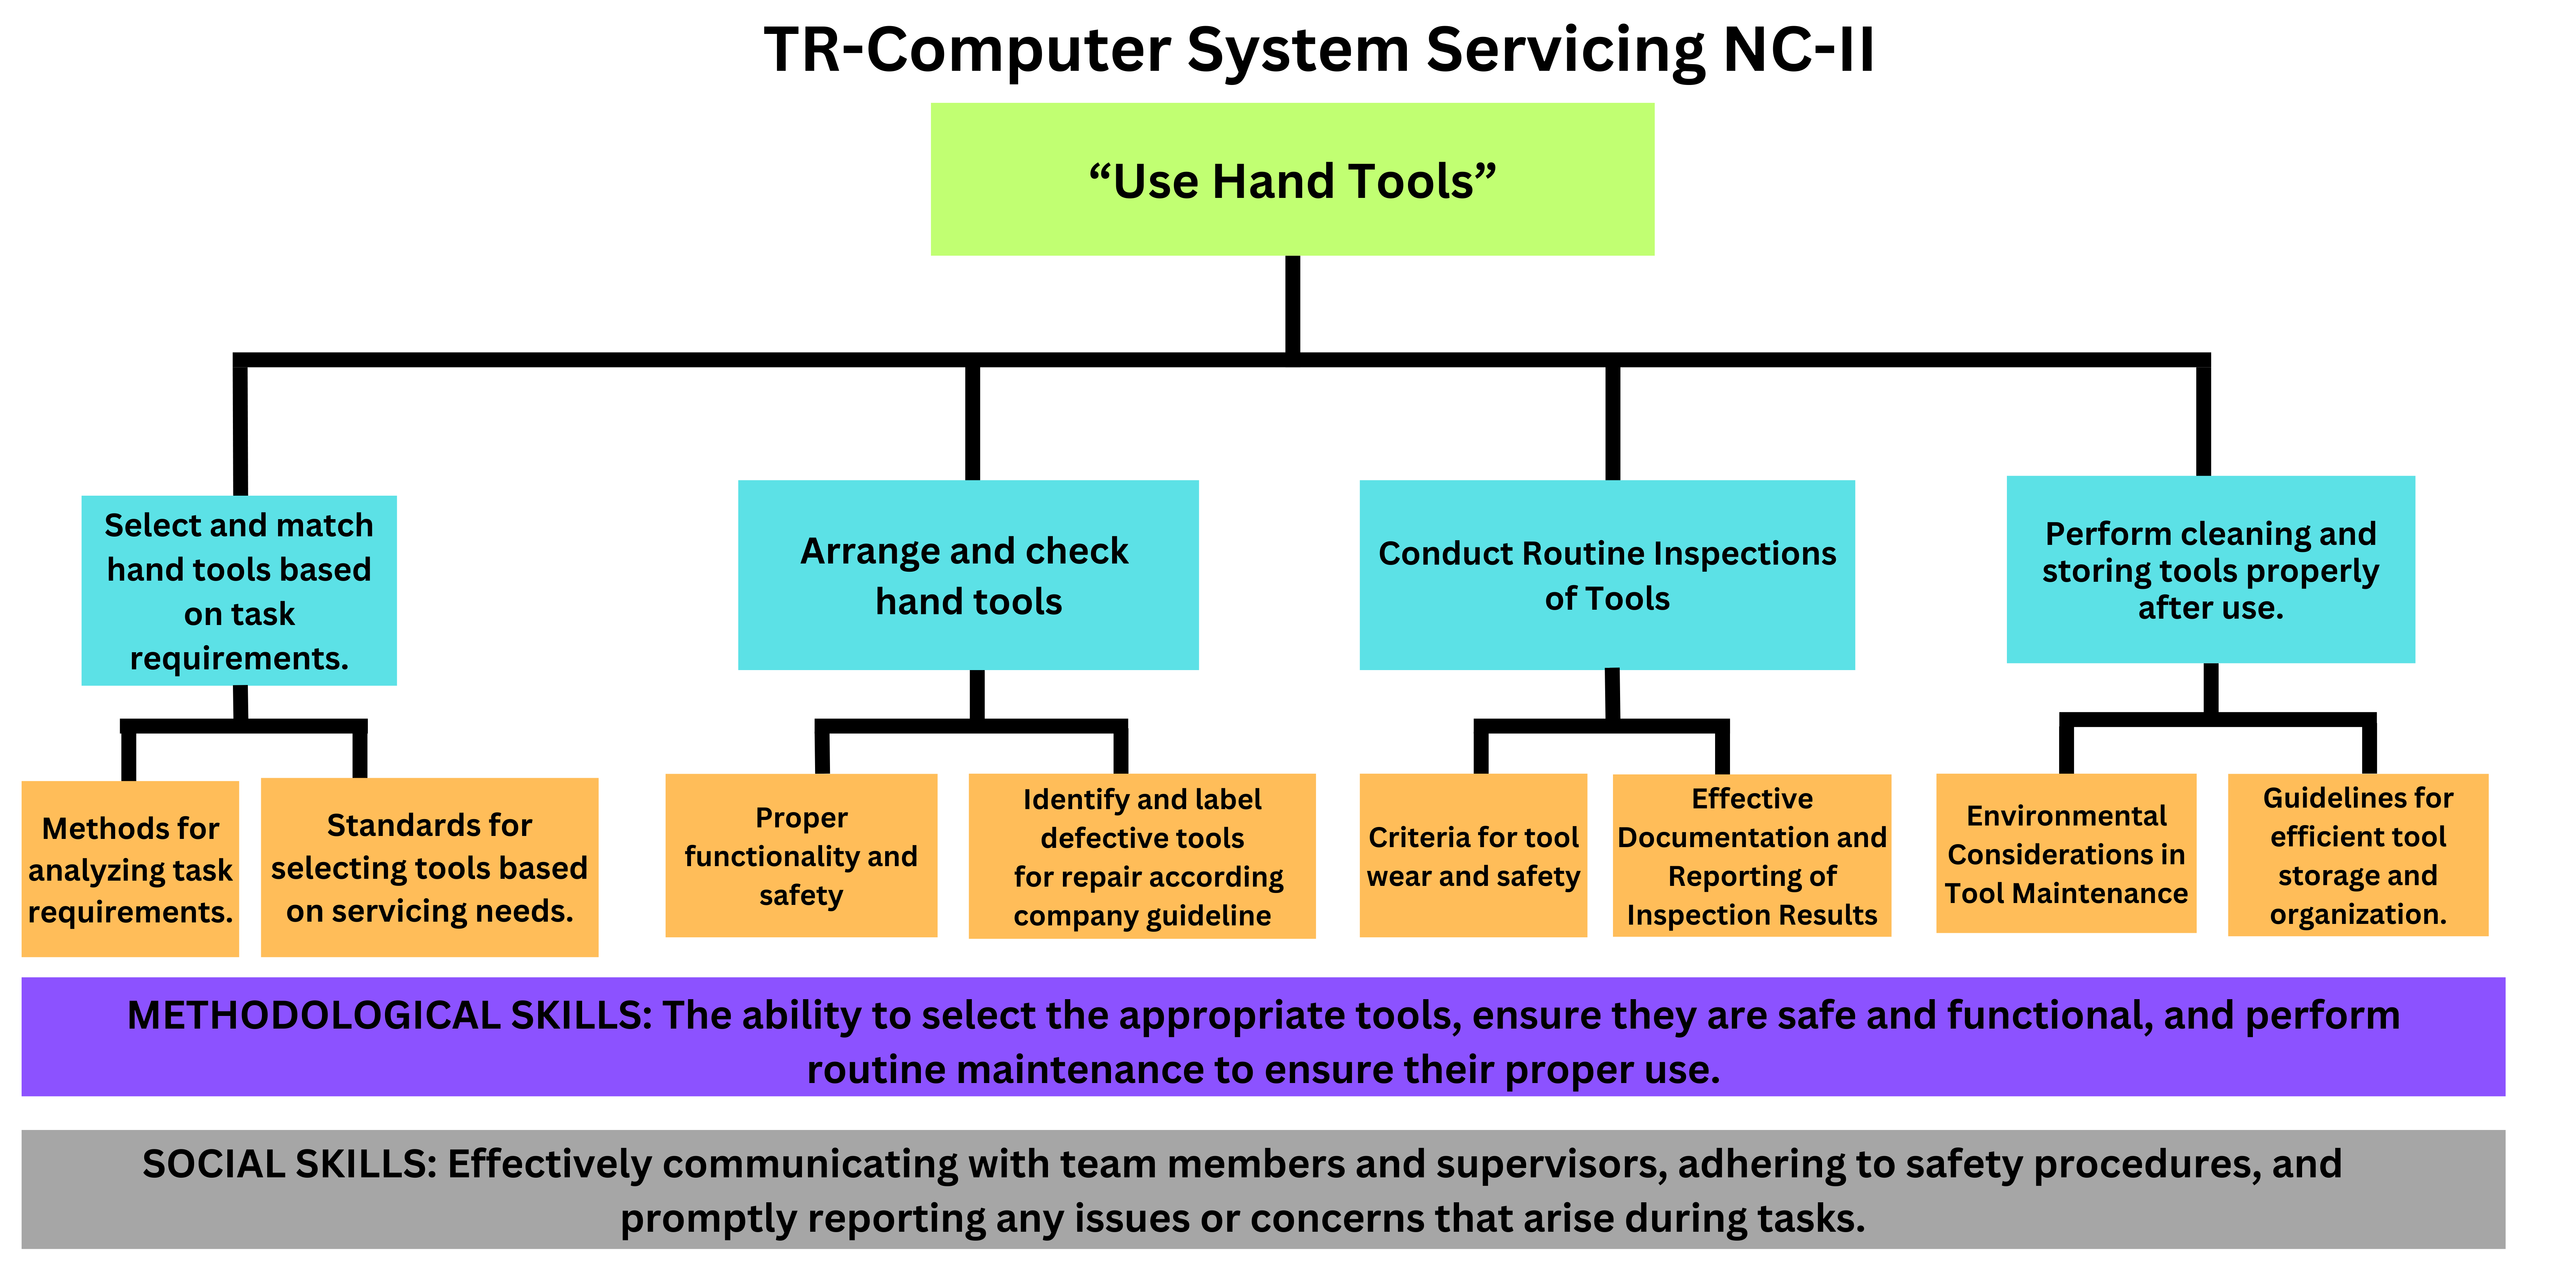 TR-Computer System Servicing NC-II
“Use Hand Tools”
Select and match
hand tools based
on task
requirements.
Arrange and check
hand tools
Conduct Routine Inspections
of Tools
Perform cleaning and
storing tools properly
after use.
Methods for
analyzing task
requirements.
Standards for
selecting tools based
on servicing needs.
Proper
functionality and
safety
Identify and label
defective tools
for repair according
company guideline
Criteria for tool
wear and safety
Effective
Documentation and
Reporting of
Inspection Results
Environmental
Considerations in
Tool Maintenance
Guidelines for
efficient tool
storage and
organization.
METHODOLOGICAL SKILLS: The ability to select the appropriate tools, ensure they are safe and functional, and perform
routine maintenance to ensure their proper use.
SOCIAL SKILLS: Effectively communicating with team members and supervisors, adhering to safety procedures, and
promptly reporting any issues or concerns that arise during tasks.